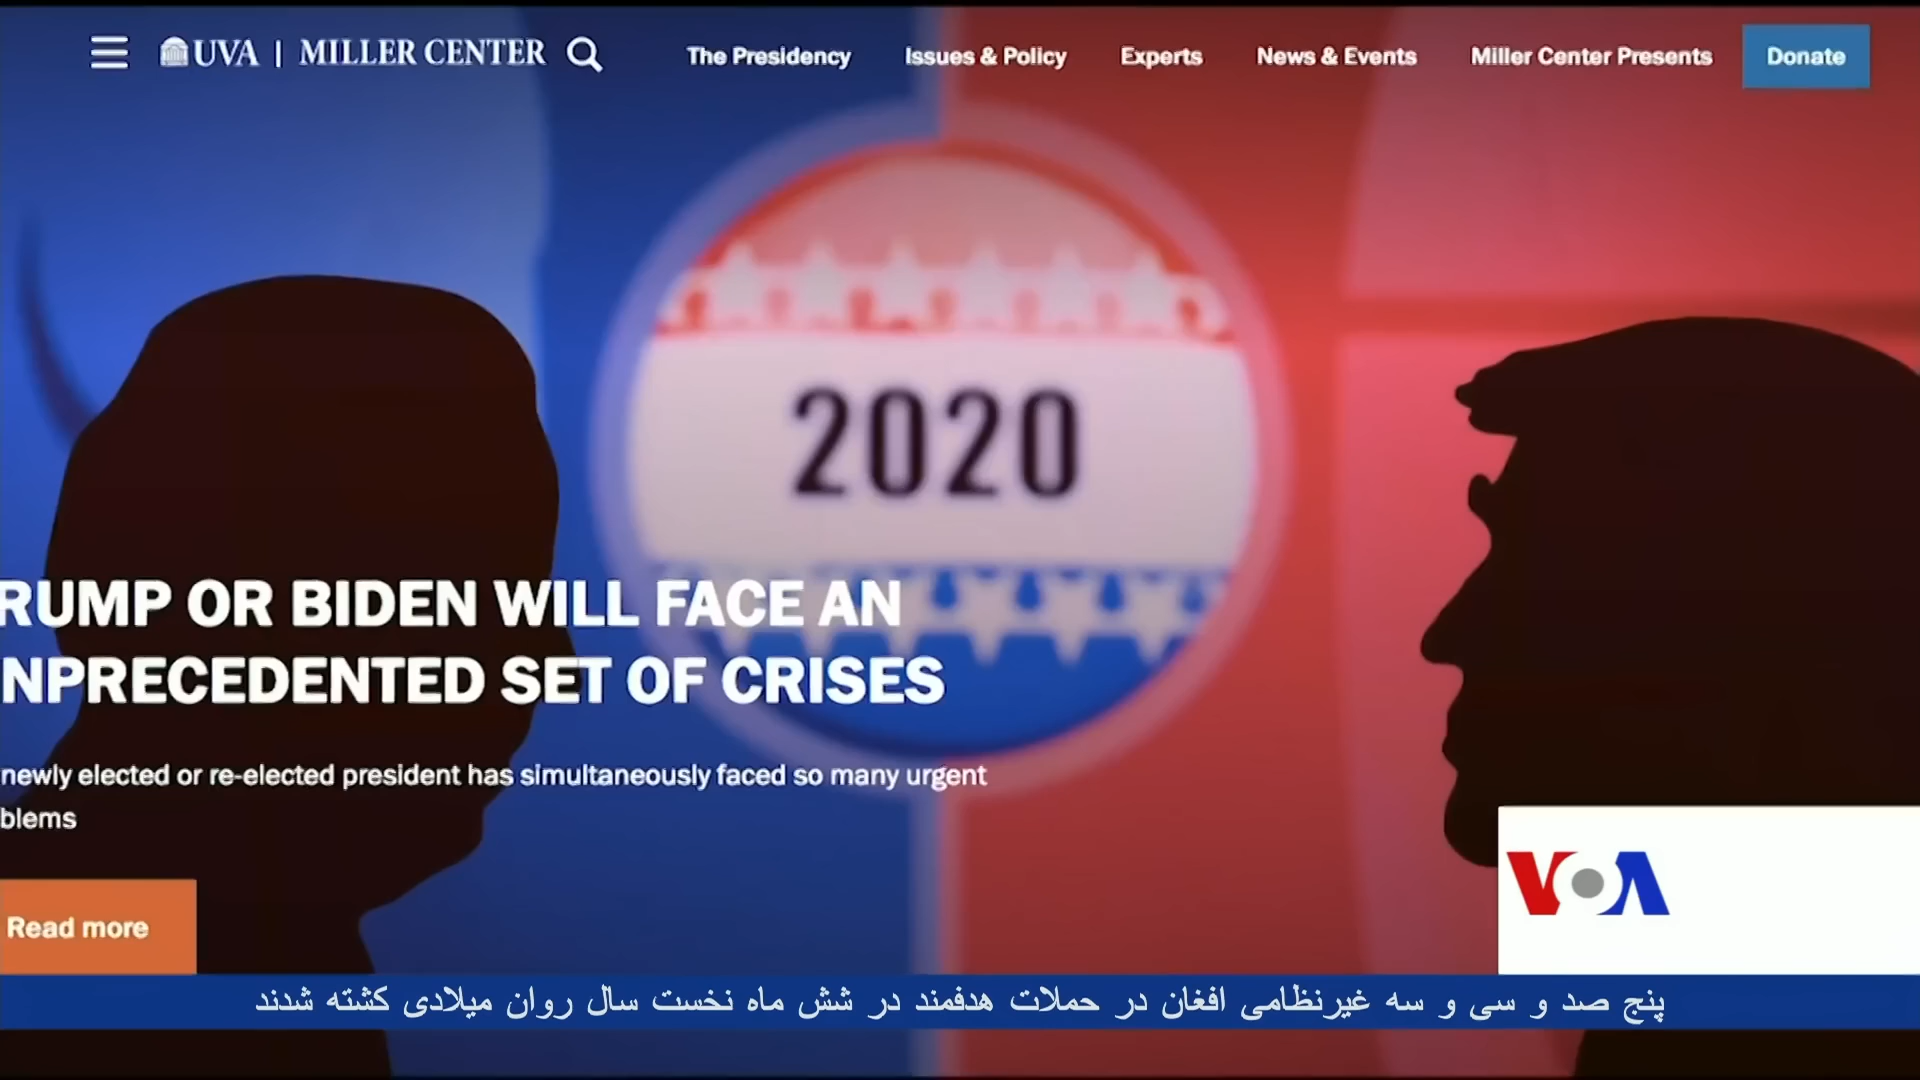 UVA | MILLER CENTER
The Presidency
Issues & Policy
Experts
News & Events
Miller Center Presents
Donate
2020
RUMP OR BIDEN WILL FACE AN
NPRECEDENTED SET OF CRISES
newly elected or re-elected president has simultaneously faced so many urgent
blems
Read more
VOA
پنج صد و سی و سه غیرنظامی افغان در حملات هدفمند در شش ماه نخست سال روان میلادی کشته شدند